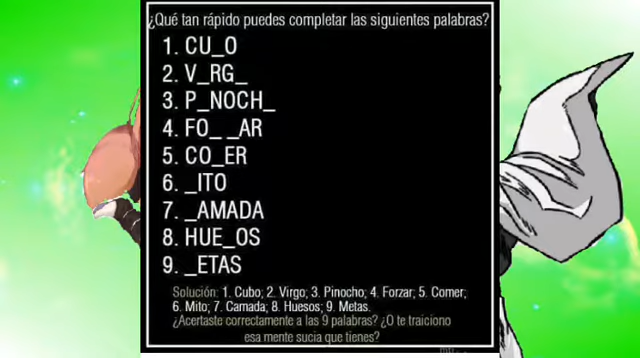 ¿Qué tan rápido puedes completar las siguientes palabras?
1. CU_O
2. V_RG_
3. P_NOCH_
4. FO_ _AR
5. CO_ER
6. _ITO
7. _AMADA
8. HUE_OS
9. _ETAS
Solución: 1. Cubo; 2. Virgo; 3. Pinocho; 4. Forzar; 5. Comer;
6. Mito; 7. Camada; 8. Huesos; 9. Metas.
¿Acertaste correctamente a las 9 palabras? ¿O te traiciono
esa mente sucia que tienes?